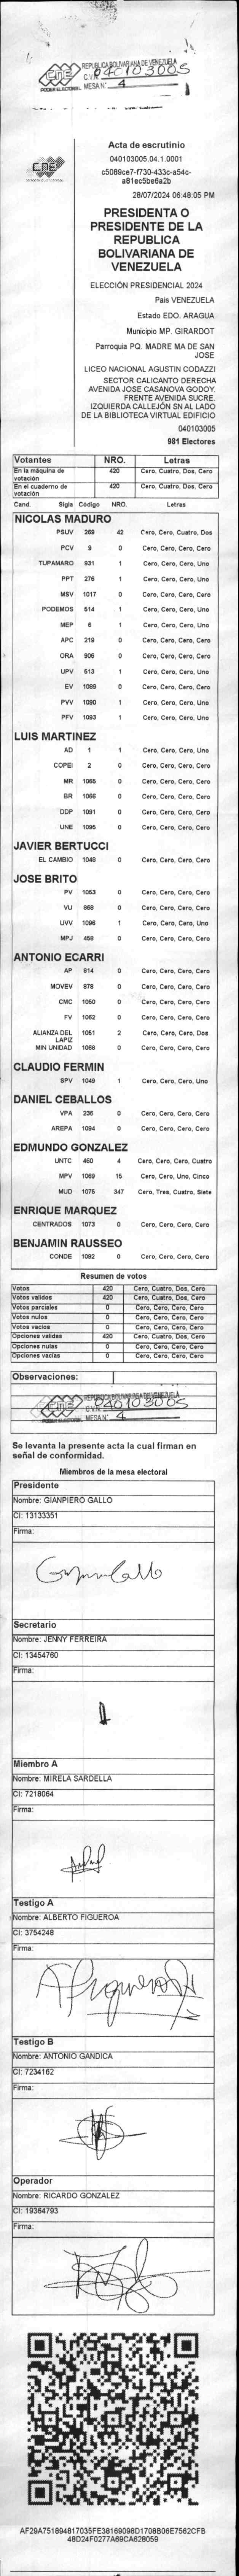 REPUBLICA BOLIVARIANA DE VENEZUELA
CNE
C.V. 040103005
PODER ELECTORAL MESA N° 4
CNE
Acta de escrutinio
040103005.04.1.0001
c5089ce7-f730-433c-a54c-
a81ec5be6a2b
28/07/2024 06:48:05 PM
PRESIDENTA O
PRESIDENTE DE LA
REPUBLICA
BOLIVARIANA DE
VENEZUELA
ELECCIÓN PRESIDENCIAL 2024
Pais VENEZUELA
Estado EDO. ARAGUA
Municipio MP. GIRARDOT
Parroquia PQ. MADRE MA DE SAN
JOSE
LICEO NACIONAL AGUSTIN CODAZZI
SECTOR CALICANTO DERECHA
AVENIDA JOSE CASANOVA GODOY.
FRENTE AVENIDA SUCRE.
IZQUIERDA CALLEJÓN SN AL LADO
DE LA BIBLIOTECA VIRTUAL EDIFICIO
040103005
981 Electores
Votantes NRO. Letras
En la máquina de votación 420 Cero, Cuatro, Dos, Cero
En el cuaderno de votación 420 Cero, Cuatro, Dos, Cero
Cand. Sigla Código NRO. Letras
NICOLAS MADURO
PSUV 269 42 Cero, Cero, Cuatro, Dos
PCV 9 0 Cero, Cero, Cero, Cero
TUPAMARO 931 1 Cero, Cero, Cero, Uno
PPT 276 1 Cero, Cero, Cero, Uno
MSV 1017 0 Cero, Cero, Cero, Cero
PODEMOS 514 1 Cero, Cero, Cero, Uno
MEP 6 1 Cero, Cero, Cero, Uno
APC 219 0 Cero, Cero, Cero, Cero
ORA 906 0 Cero, Cero, Cero, Cero
UPV 513 1 Cero, Cero, Cero, Uno
EV 1089 0 Cero, Cero, Cero, Cero
PVV 1090 1 Cero, Cero, Cero, Uno
PFV 1093 1 Cero, Cero, Cero, Uno
LUIS MARTINEZ
AD 1 1 Cero, Cero, Cero, Uno
COPEI 2 0 Cero, Cero, Cero, Cero
MR 1065 0 Cero, Cero, Cero, Cero
BR 1066 0 Cero, Cero, Cero, Cero
DDP 1091 0 Cero, Cero, Cero, Cero
UNE 1095 0 Cero, Cero, Cero, Cero
JAVIER BERTUCCI
EL CAMBIO 1048 0 Cero, Cero, Cero, Cero
JOSE BRITO
PV 1053 0 Cero, Cero, Cero, Cero
VU 868 0 Cero, Cero, Cero, Cero
UVV 1096 1 Cero, Cero, Cero, Uno
MPJ 458 0 Cero, Cero, Cero, Cero
ANTONIO ECARRI
AP 814 0 Cero, Cero, Cero, Cero
MOVEV 878 0 Cero, Cero, Cero, Cero
CMC 1050 0 Cero, Cero, Cero, Cero
FV 1062 0 Cero, Cero, Cero, Cero
ALIANZA DEL LAPIZ 1051 2 Cero, Cero, Cero, Dos
MIN UNIDAD 1068 0 Cero, Cero, Cero, Cero
CLAUDIO FERMIN
SPV 1049 1 Cero, Cero, Cero, Uno
DANIEL CEBALLOS
VPA 236 0 Cero, Cero, Cero, Cero
AREPA 1094 0 Cero, Cero, Cero, Cero
EDMUNDO GONZALEZ
UNTC 460 4 Cero, Cero, Cero, Cuatro
MPV 1069 15 Cero, Cero, Uno, Cinco
MUD 1075 347 Cero, Tres, Cuatro, Siete
ENRIQUE MARQUEZ
CENTRADOS 1073 0 Cero, Cero, Cero, Cero
BENJAMIN RAUSSEO
CONDE 1092 0 Cero, Cero, Cero, Cero
Resumen de votos
Votos 420 Cero, Cuatro, Dos, Cero
Votos validos 420 Cero, Cuatro, Dos, Cero
Votos parciales 0 Cero, Cero, Cero, Cero
Votos nulos 0 Cero, Cero, Cero, Cero
Votos vacios 0 Cero, Cero, Cero, Cero
Opciones validas 420 Cero, Cuatro, Dos, Cero
Opciones nulas 0 Cero, Cero, Cero, Cero
Opciones vacias 0 Cero, Cero, Cero, Cero
Observaciones:
REPUBLICA BOLIVARIANA DE VENEZUELA
CNE
C.V. 040103005
PODER ELECTORAL MESA N° 4
Se levanta la presente acta la cual firman en
señal de conformidad.
Miembros de la mesa electoral
Presidente
Nombre: GIANPIERO GALLO
CI: 13133351
Firma:
Secretario
Nombre: JENNY FERREIRA
CI: 13454760
Firma:
Miembro A
Nombre: MIRELA SARDELLA
CI: 7218064
Firma:
Testigo A
Nombre: ALBERTO FIGUEROA
CI: 3754248
Firma:
Testigo B
Nombre: ANTONIO GANDICA
CI: 7234162
Firma:
Operador
Nombre: RICARDO GONZALEZ
CI: 19364793
Firma:
AF29A751894817035FE38169098D1708B06E7562CFB
48D24F0277A69CA628059